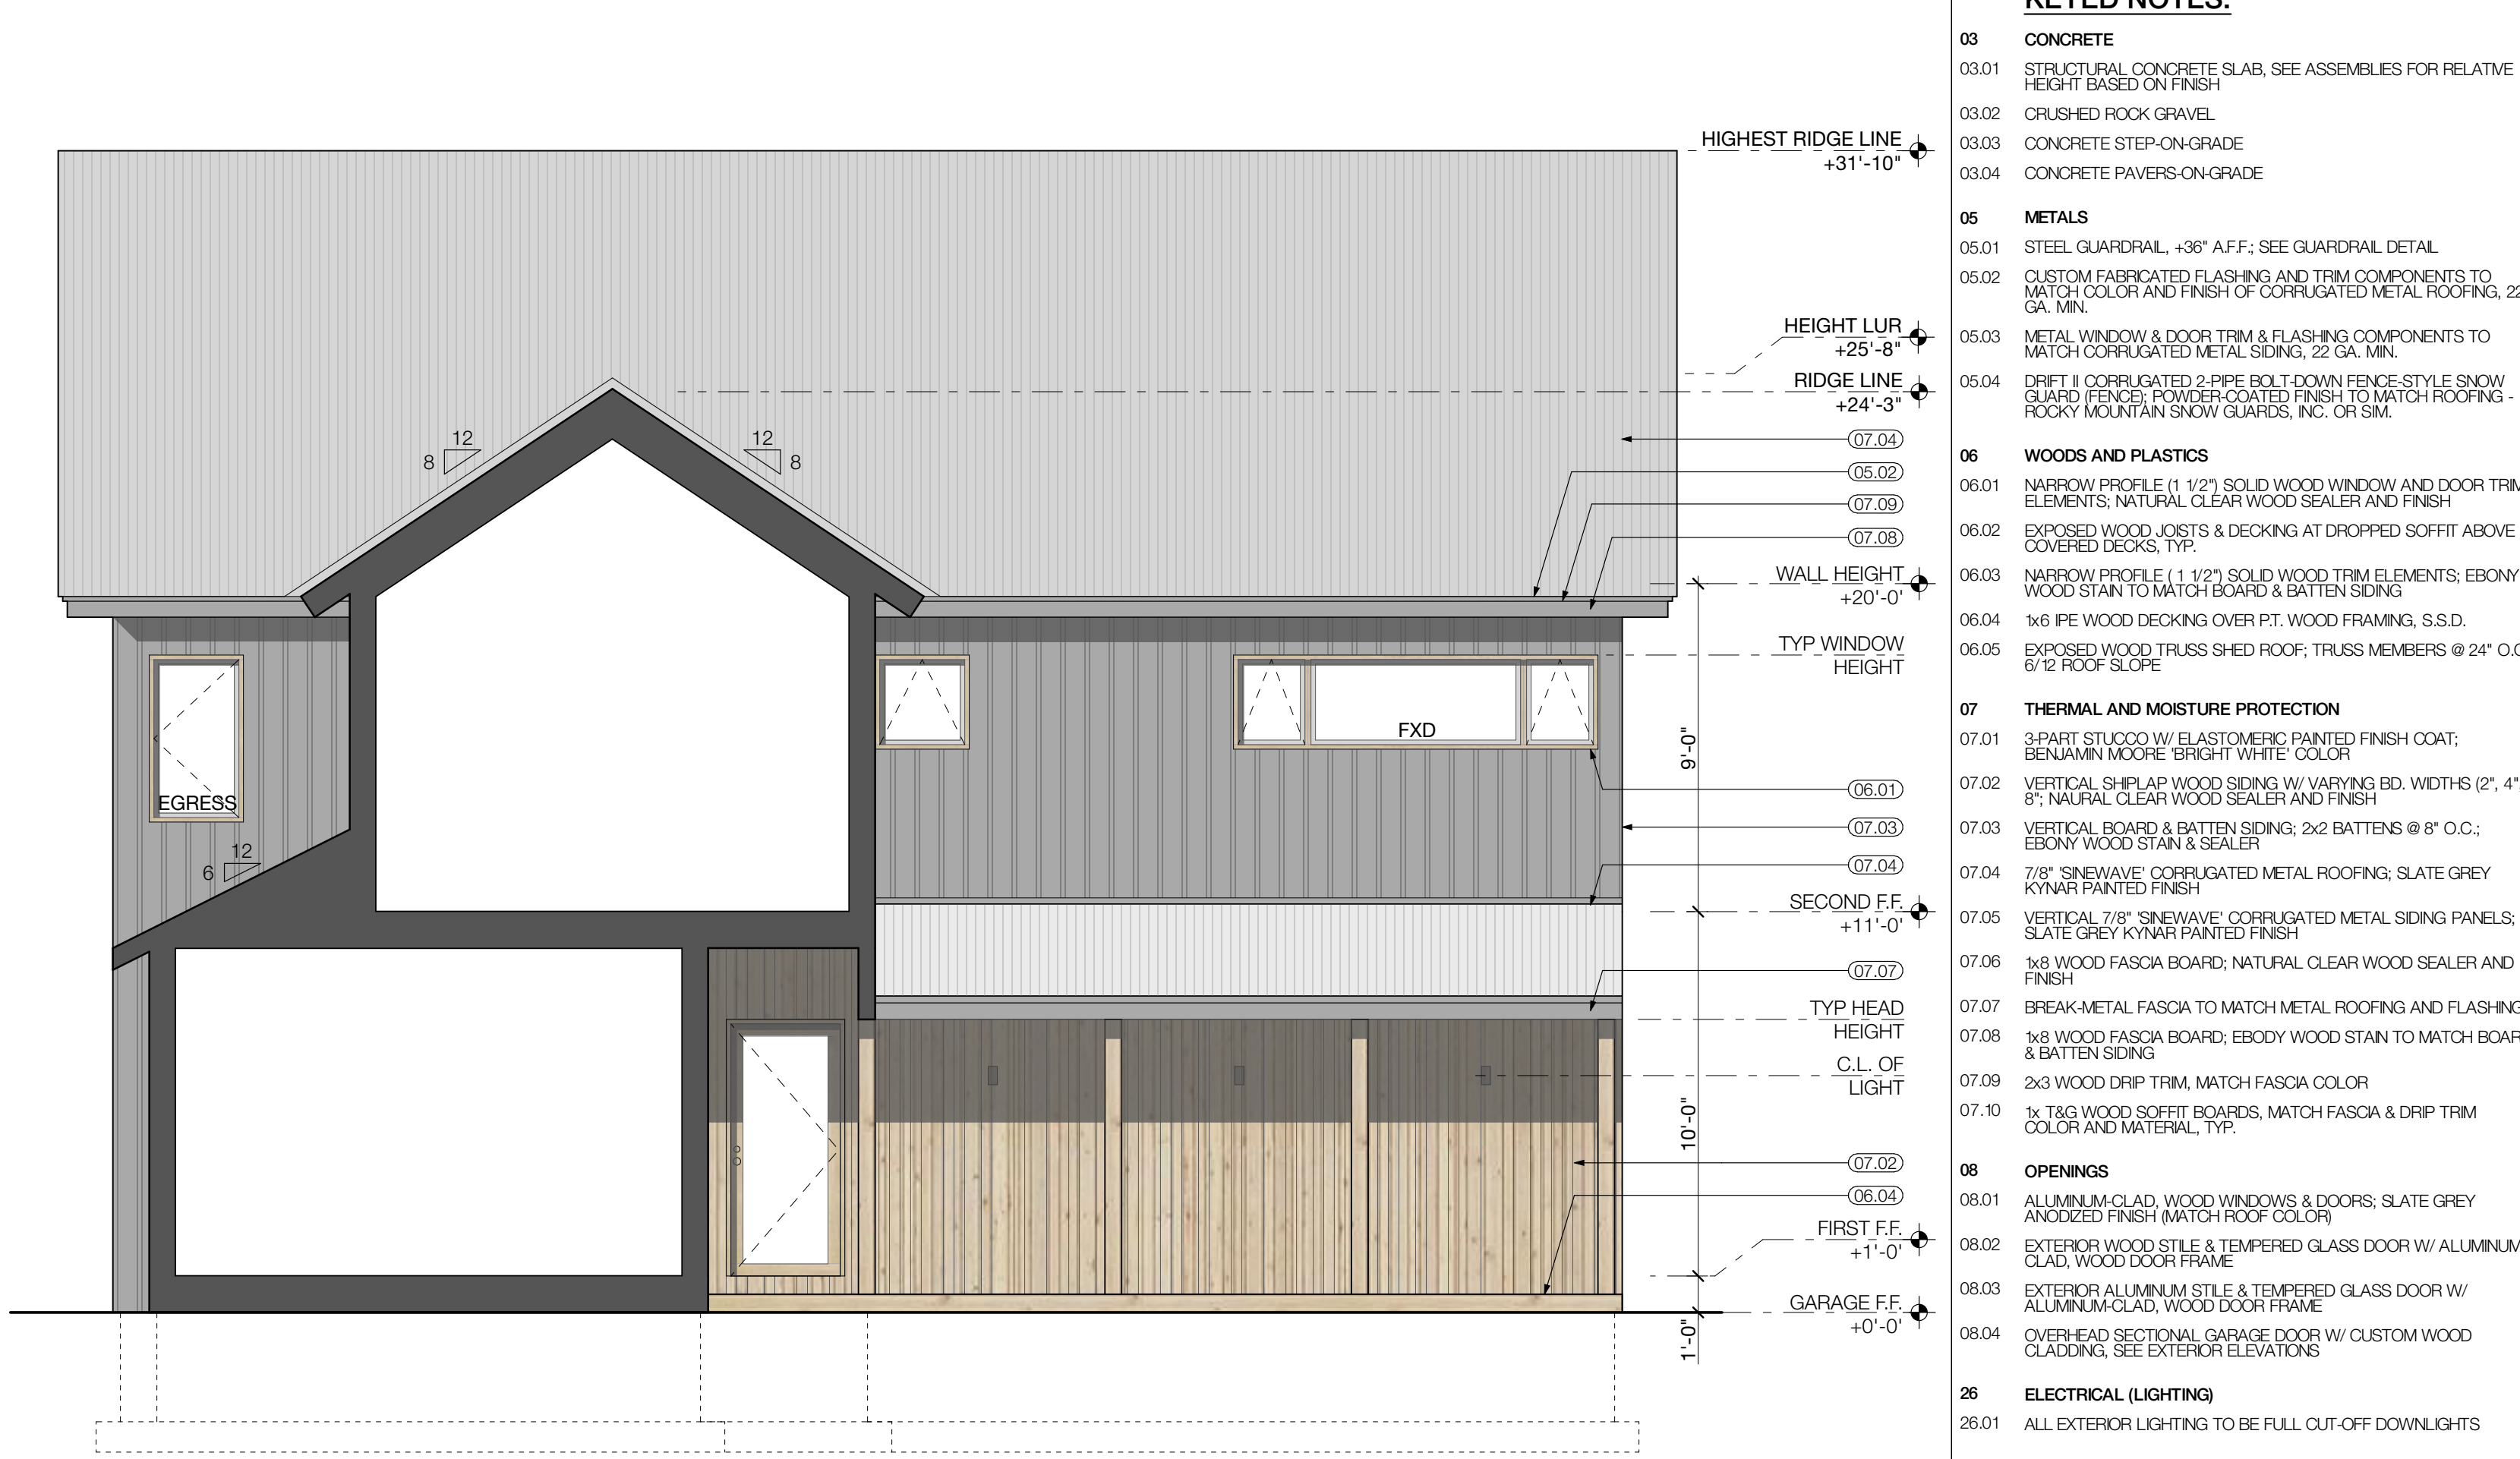 HIGHEST RIDGE LINE
+31'-10"
HEIGHT LUR
+25'-8"
RIDGE LINE
+24'-3"
12
8
12
8
07.04
05.02
07.09
07.08
WALL HEIGHT
+20'-0"
TYP WINDOW
HEIGHT
FXD
9'-0"
EGRESS
06.01
07.03
12
6
07.04
SECOND F.F.
+11'-0"
07.07
TYP HEAD
HEIGHT
C.L. OF
LIGHT
10'-0"
07.02
06.04
FIRST F.F.
+1'-0"
GARAGE F.F.
+0'-0"
1'-0"
KEYED NOTES:
03 CONCRETE
03.01 STRUCTURAL CONCRETE SLAB, SEE ASSEMBLIES FOR RELATIVE
HEIGHT BASED ON FINISH
03.02 CRUSHED ROCK GRAVEL
03.03 CONCRETE STEP-ON-GRADE
03.04 CONCRETE PAVERS-ON-GRADE
05 METALS
05.01 STEEL GUARDRAIL, +36" A.F.F.; SEE GUARDRAIL DETAIL
05.02 CUSTOM FABRICATED FLASHING AND TRIM COMPONENTS TO
MATCH COLOR AND FINISH OF CORRUGATED METAL ROOFING, 22
GA. MIN.
05.03 METAL WINDOW & DOOR TRIM & FLASHING COMPONENTS TO
MATCH CORRUGATED METAL SIDING, 22 GA. MIN.
05.04 DRIFT II CORRUGATED 2-PIPE BOLT-DOWN FENCE-STYLE SNOW
GUARD (FENCE); POWDER-COATED FINISH TO MATCH ROOFING -
ROCKY MOUNTAIN SNOW GUARDS, INC. OR SIM.
06 WOODS AND PLASTICS
06.01 NARROW PROFILE (1 1/2") SOLID WOOD WINDOW AND DOOR TRIM
ELEMENTS; NATURAL CLEAR WOOD SEALER AND FINISH
06.02 EXPOSED WOOD JOISTS & DECKING AT DROPPED SOFFIT ABOVE
COVERED DECKS, TYP.
06.03 NARROW PROFILE ( 1 1/2") SOLID WOOD TRIM ELEMENTS; EBONY
WOOD STAIN TO MATCH BOARD & BATTEN SIDING
06.04 1x6 IPE WOOD DECKING OVER P.T. WOOD FRAMING, S.S.D.
06.05 EXPOSED WOOD TRUSS SHED ROOF; TRUSS MEMBERS @ 24" O.C.
6/12 ROOF SLOPE
07 THERMAL AND MOISTURE PROTECTION
07.01 3-PART STUCCO W/ ELASTOMERIC PAINTED FINISH COAT;
BENJAMIN MOORE 'BRIGHT WHITE' COLOR
07.02 VERTICAL SHIPLAP WOOD SIDING W/ VARYING BD. WIDTHS (2", 4",
8"; NAURAL CLEAR WOOD SEALER AND FINISH
07.03 VERTICAL BOARD & BATTEN SIDING; 2x2 BATTENS @ 8" O.C.;
EBONY WOOD STAIN & SEALER
07.04 7/8" 'SINEWAVE' CORRUGATED METAL ROOFING; SLATE GREY
KYNAR PAINTED FINISH
07.05 VERTICAL 7/8" 'SINEWAVE' CORRUGATED METAL SIDING PANELS;
SLATE GREY KYNAR PAINTED FINISH
07.06 1x8 WOOD FASCIA BOARD; NATURAL CLEAR WOOD SEALER AND
FINISH
07.07 BREAK-METAL FASCIA TO MATCH METAL ROOFING AND FLASHING
07.08 1x8 WOOD FASCIA BOARD; EBODY WOOD STAIN TO MATCH BOARD
& BATTEN SIDING
07.09 2x3 WOOD DRIP TRIM, MATCH FASCIA COLOR
07.10 1x T&G WOOD SOFFIT BOARDS, MATCH FASCIA & DRIP TRIM
COLOR AND MATERIAL, TYP.
08 OPENINGS
08.01 ALUMINUM-CLAD, WOOD WINDOWS & DOORS; SLATE GREY
ANODIZED FINISH (MATCH ROOF COLOR)
08.02 EXTERIOR WOOD STILE & TEMPERED GLASS DOOR W/ ALUMINUM
CLAD, WOOD DOOR FRAME
08.03 EXTERIOR ALUMINUM STILE & TEMPERED GLASS DOOR W/
ALUMINUM-CLAD, WOOD DOOR FRAME
08.04 OVERHEAD SECTIONAL GARAGE DOOR W/ CUSTOM WOOD
CLADDING, SEE EXTERIOR ELEVATIONS
26 ELECTRICAL (LIGHTING)
26.01 ALL EXTERIOR LIGHTING TO BE FULL CUT-OFF DOWNLIGHTS